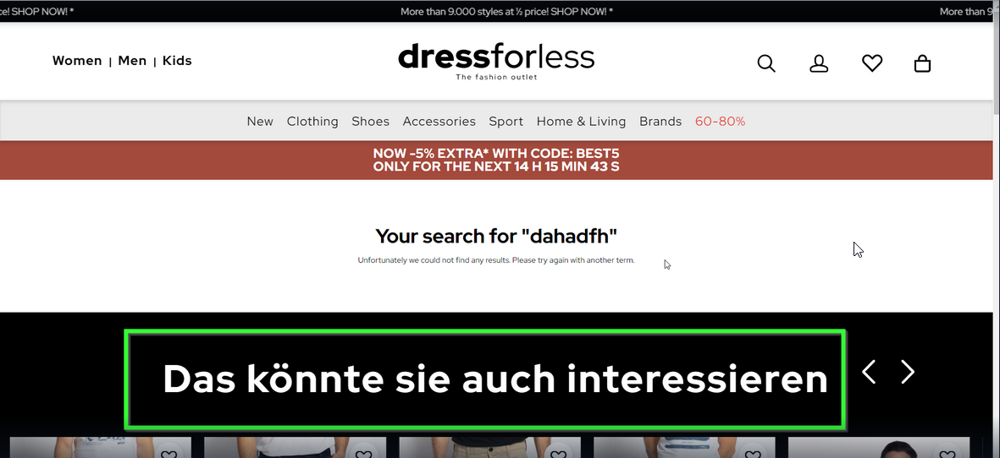 ce! SHOP NOW! * More than 9.000 styles at ½ price! SHOP NOW! * More than 9
Women | Men | Kids
dressforless
The fashion outlet
New Clothing Shoes Accessories Sport Home & Living Brands 60-80%
NOW -5% EXTRA* WITH CODE: BEST5
ONLY FOR THE NEXT 14 H 15 MIN 43 S
Your search for "dahadfh"
Unfortunately we could not find any results. Please try again with another term.
Das könnte sie auch interessieren